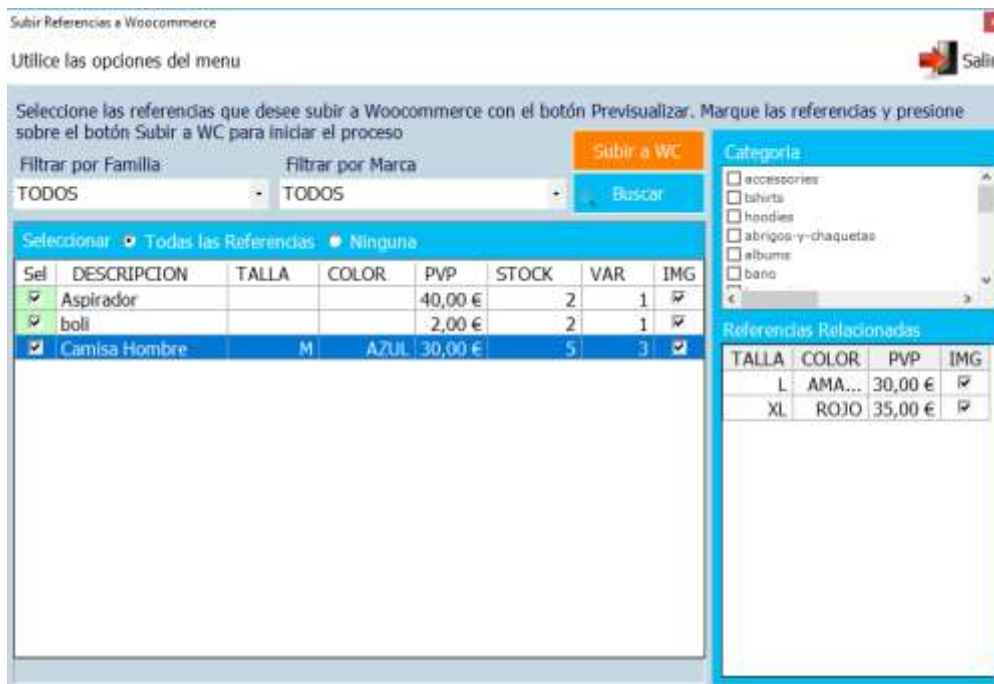 Subir Referencias a Woocommerce
Utilice las opciones del menu
Salir
Seleccione las referencias que desee subir a Woocommerce con el botón Previsualizar. Marque las referencias y presione
sobre el botón Subir a WC para iniciar el proceso
Filtrar por Familia Filtrar por Marca
TODOS TODOS
Subir a WC
Buscar
Seleccionar Todas las Referencias Ninguna
Sel DESCRIPCION TALLA COLOR PVP STOCK VAR IMG
Aspirador 40,00 € 2 1
boli 2,00 € 2 1
Camisa Hombre M AZUL 30,00 € 5 3
Categoria
accessories
tshirts
hoodies
abrigos-y-chaquetas
albums
bano
Referencias Relacionadas
TALLA COLOR PVP IMG
L AMA... 30,00 €
XL ROJO 35,00 €